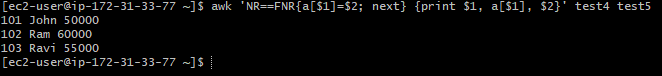 [ec2-user@ip-172-31-33-77 ~]$ awk 'NR==FNR{a[$1]=$2; next} {print $1, a[$1], $2}' test4 test5
101 John 50000
102 Ram 60000
103 Ravi 55000
[ec2-user@ip-172-31-33-77 ~]$